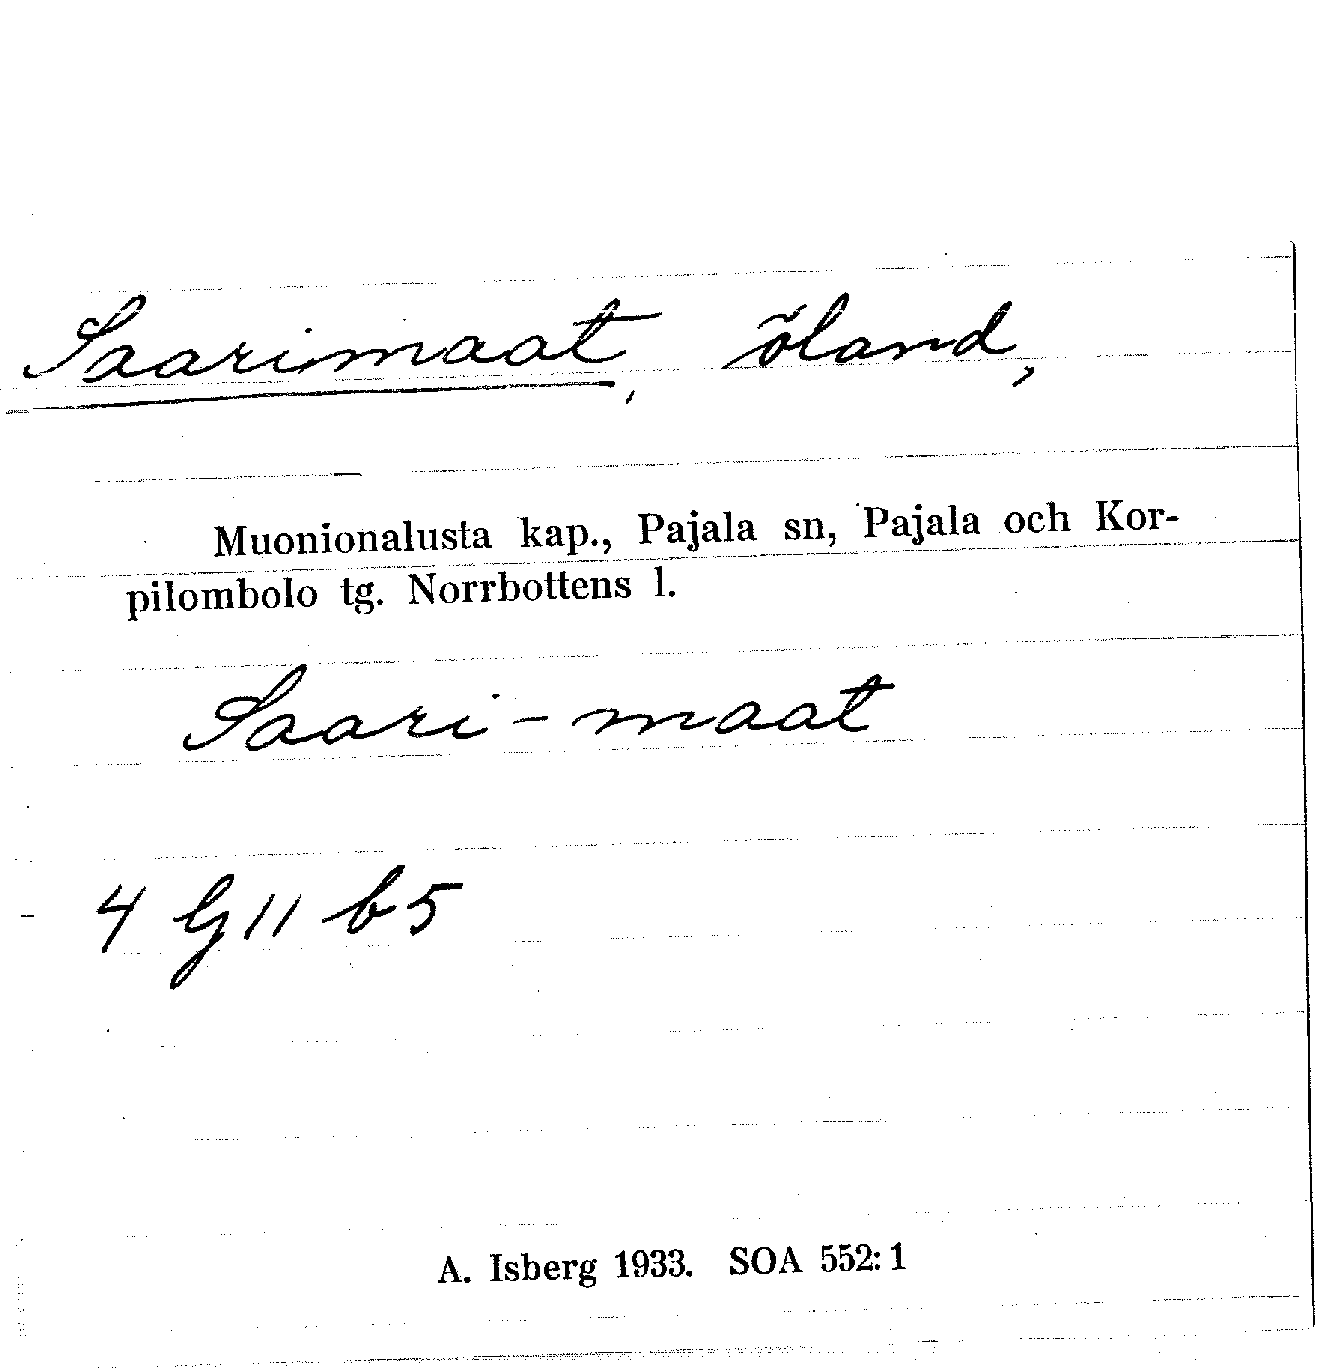 Saarimaat, öland,
Muonionalusta kap., Pajala sn, Pajala och Kor-
pilombolo tg. Norrbottens l.
Saari-maat
4 G 11 b 5
A. Isberg 1933. SOA 552:1